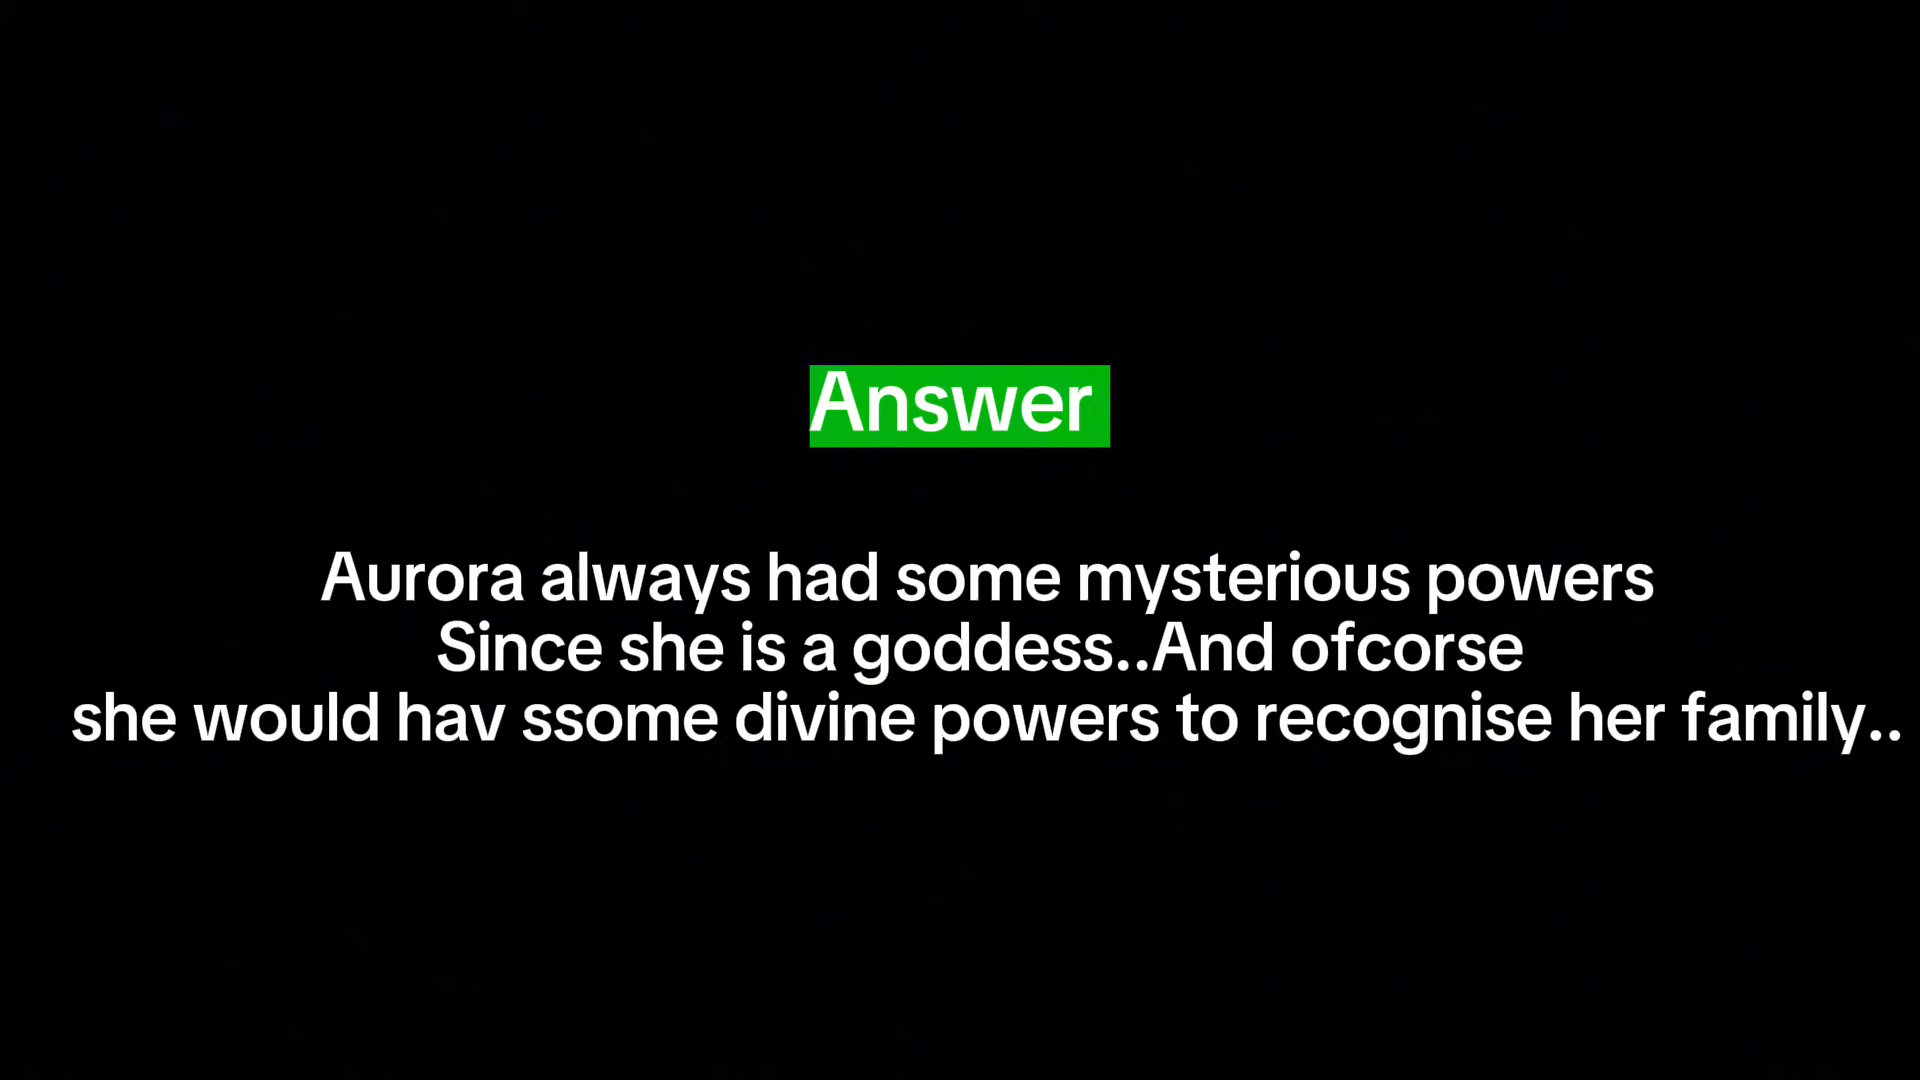 Answer
Aurora always had some mysterious powers
Since she is a goddess..And ofcorse
she would hav ssome divine powers to recognise her family..